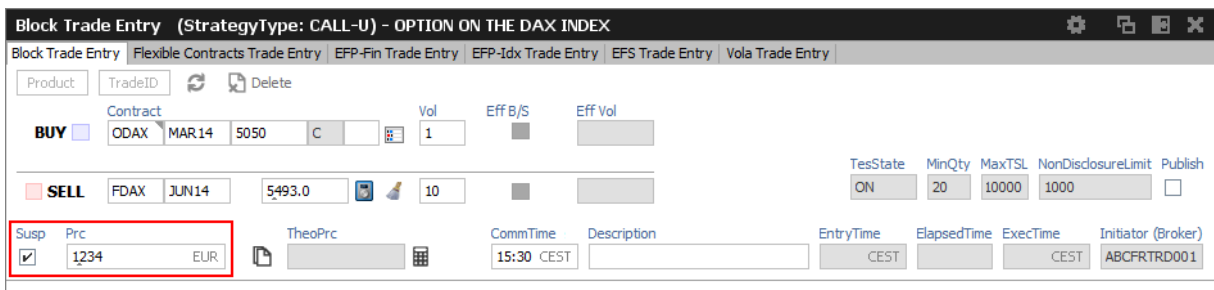 Block Trade Entry (StrategyType: CALL-U) - OPTION ON THE DAX INDEX
Block Trade Entry Flexible Contracts Trade Entry EFP-Fin Trade Entry EFP-Idx Trade Entry EFS Trade Entry Vola Trade Entry
Product TradeID Delete
Contract Vol Eff B/S Eff Vol
BUY ODAX MAR14 5050 C 1
TesState MinQty MaxTSL NonDisclosureLimit Publish
SELL FDAX JUN14 5493.0 10 ON 20 10000 1000
Susp Prc TheoPrc CommTime Description EntryTime ElapsedTime ExecTime Initiator (Broker)
1234 EUR 15:30 CEST CEST CEST ABCFRTRD001